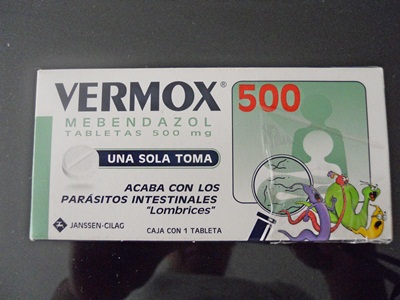 VERMOX® 500
MEBENDAZOL
TABLETAS 500 mg
UNA SOLA TOMA
ACABA CON LOS
PARÁSITOS INTESTINALES
"Lombrices"
JANSSEN-CILAG
CAJA CON 1 TABLETA